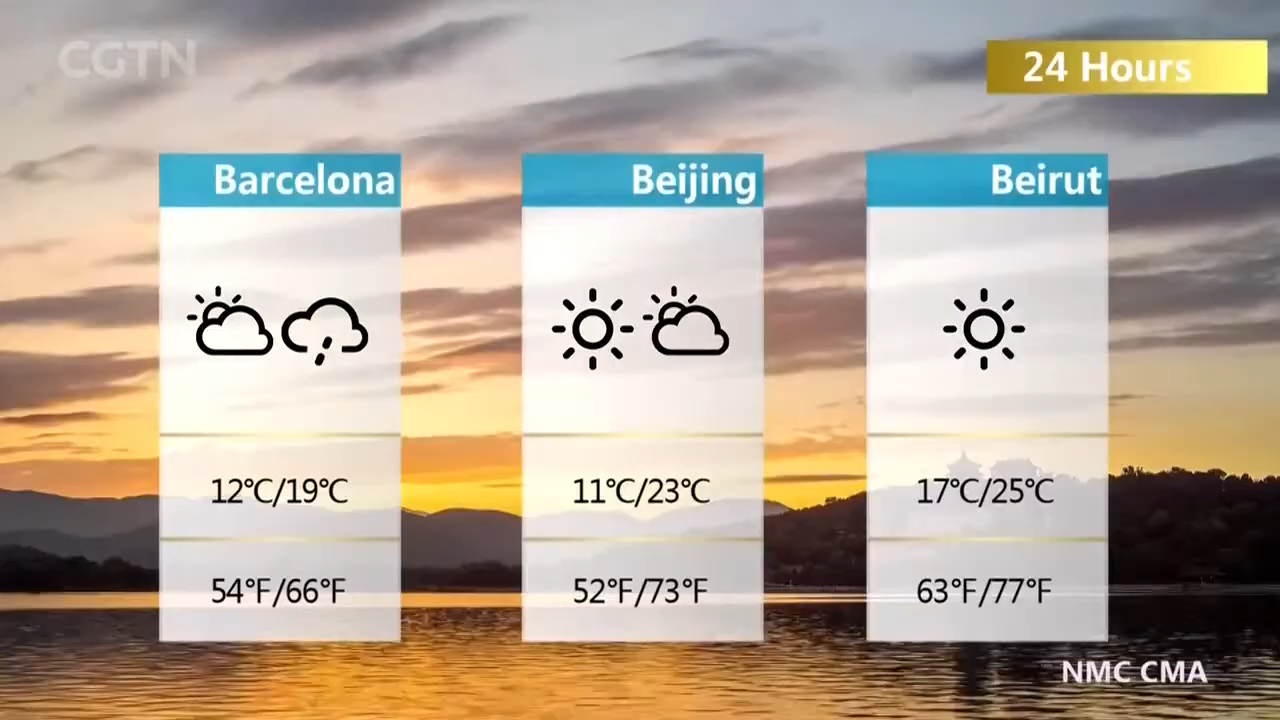 CGTN
24 Hours
Barcelona
12℃/19℃
54℉/66℉
Beijing
11℃/23℃
52℉/73℉
Beirut
17℃/25℃
63℉/77℉
NMC CMA